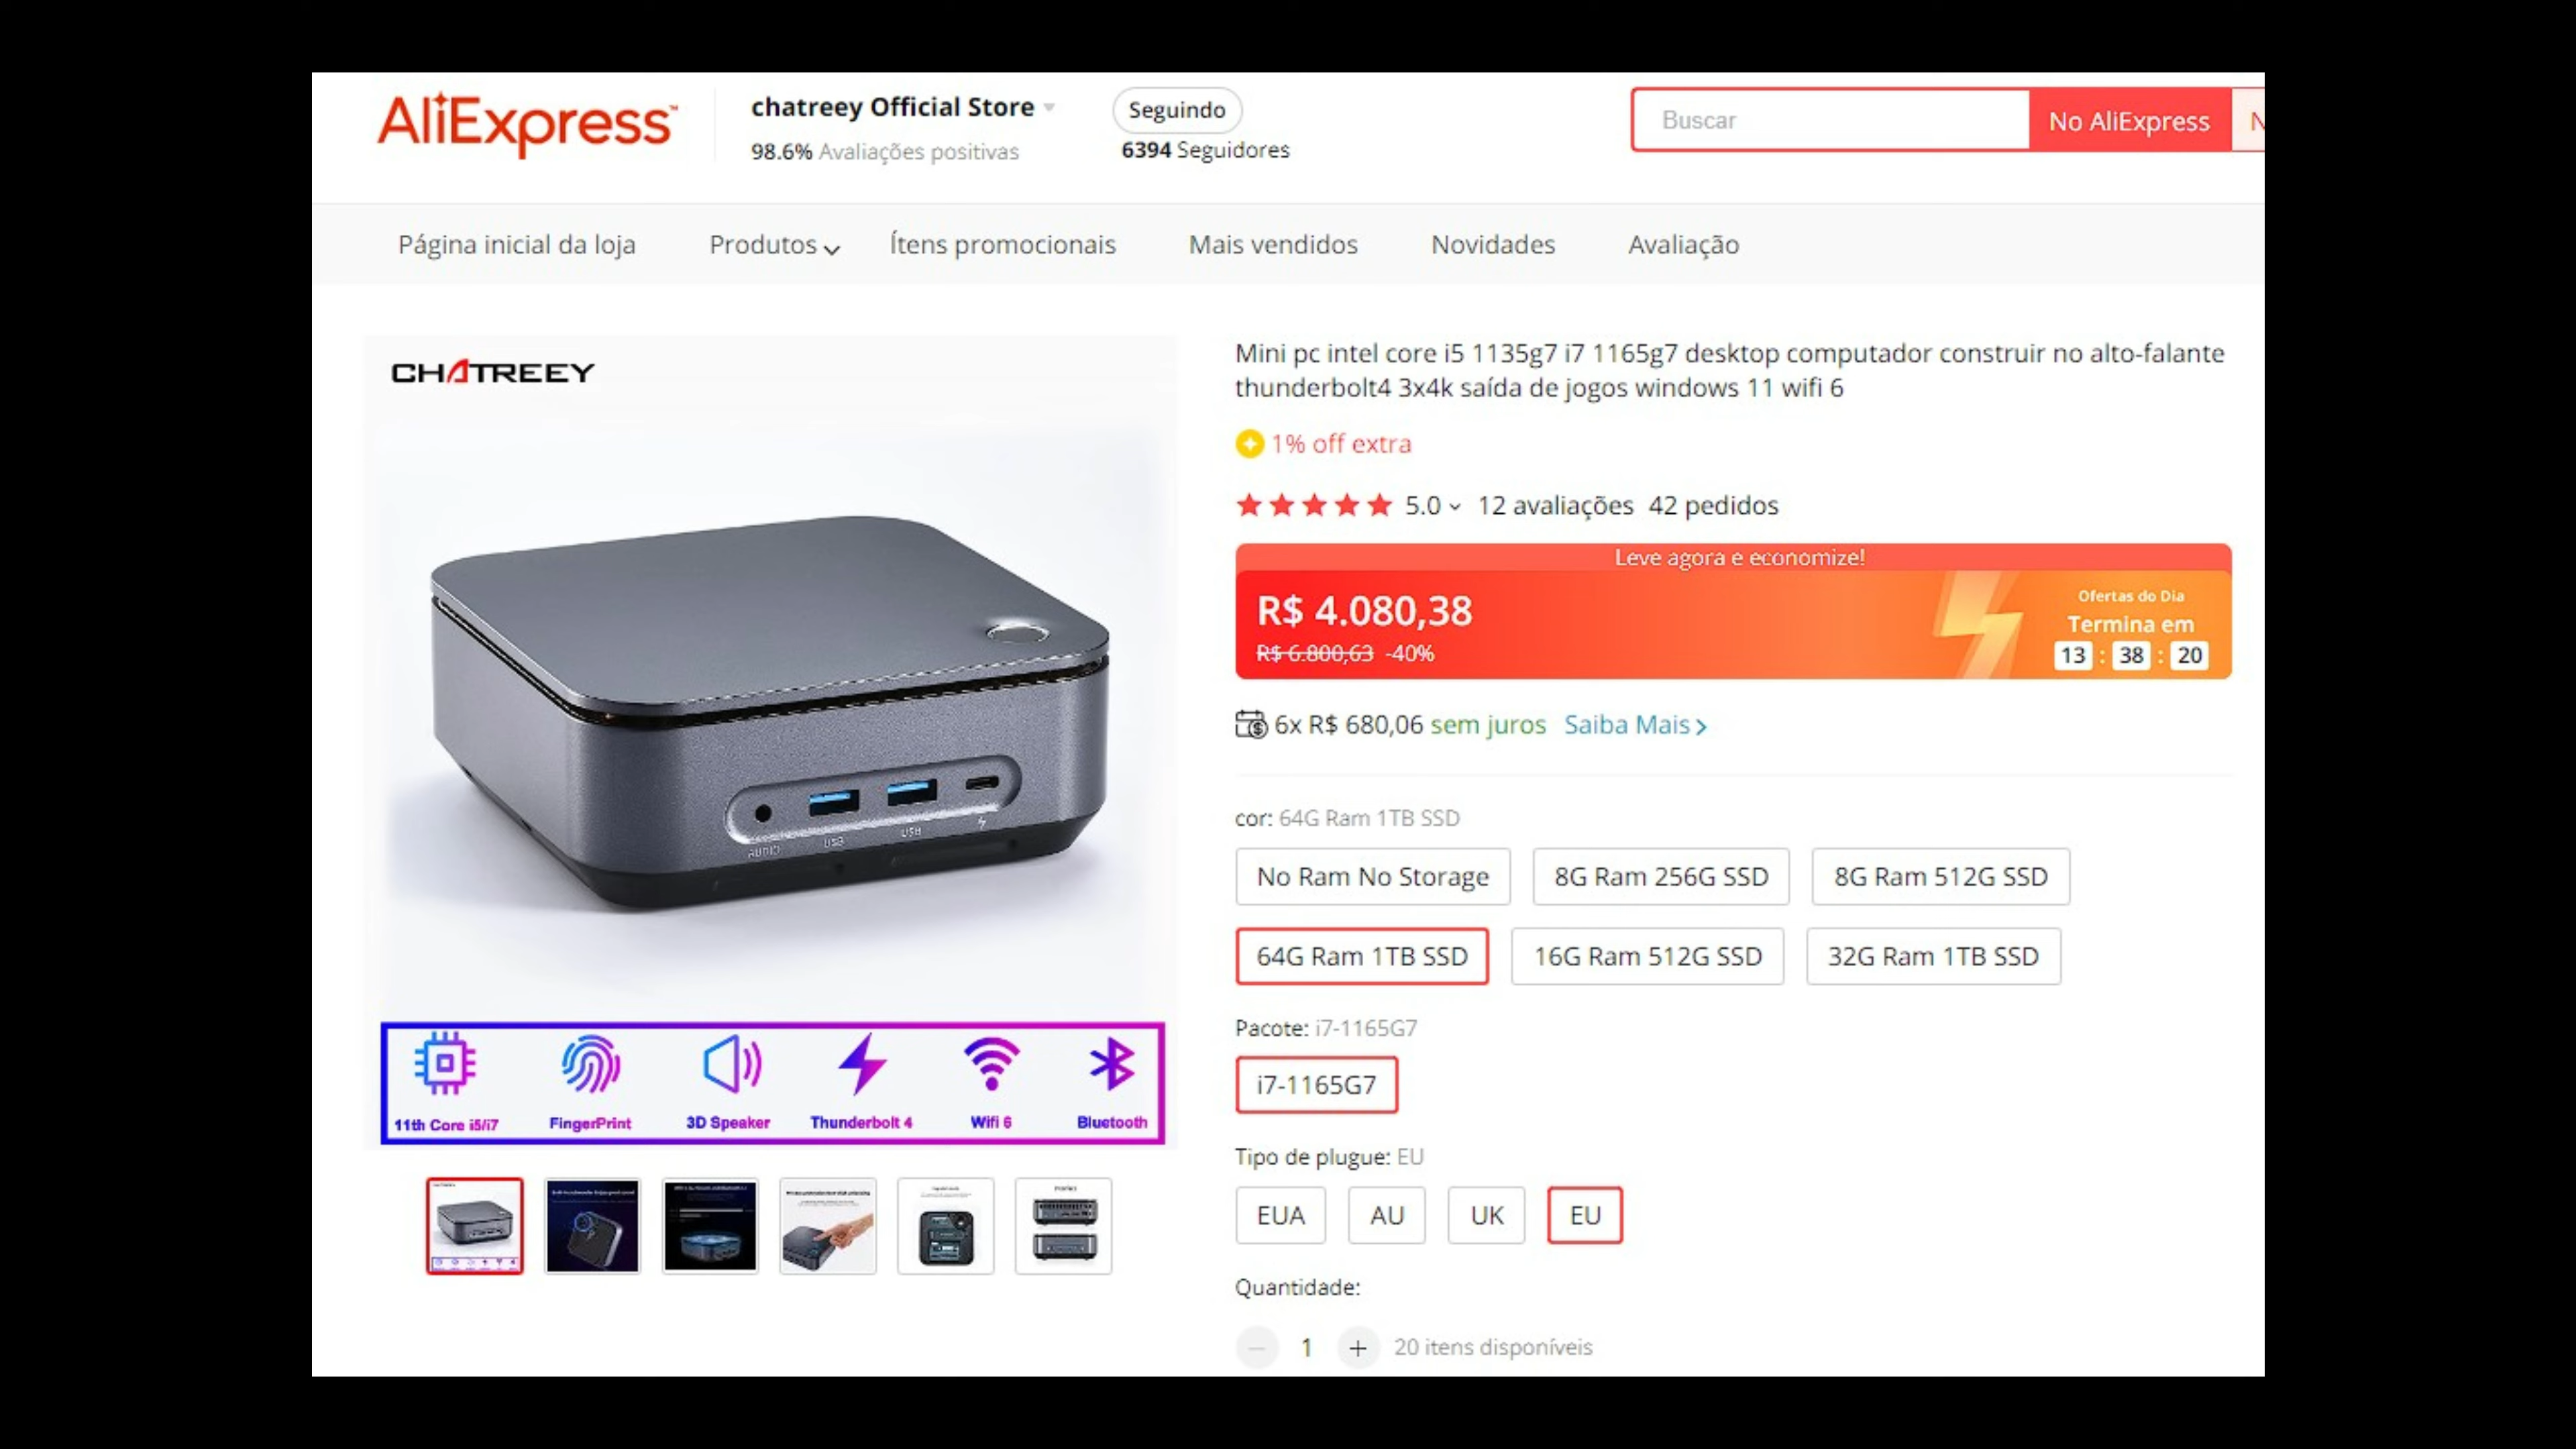 AliExpress™
chatreey Official Store
98.6% Avaliações positivas
Seguindo
6394 Seguidores
Buscar
No AliExpress
Página inicial da loja
Produtos
Ítens promocionais
Mais vendidos
Novidades
Avaliação
CHATREEY
AUDIO
USB
USB
11th Core i5/i7
FingerPrint
3D Speaker
Thunderbolt 4
Wifi 6
Bluetooth
Mini pc intel core i5 1135g7 i7 1165g7 desktop computador construir no alto-falante
thunderbolt4 3x4k saída de jogos windows 11 wifi 6
1% off extra
5.0 12 avaliações 42 pedidos
Leve agora e economize!
R$ 4.080,38
R$ 6.800,63 -40%
Ofertas do Dia
Termina em
13 : 38 : 20
6x R$ 680,06 sem juros Saiba Mais
cor: 64G Ram 1TB SSD
No Ram No Storage
8G Ram 256G SSD
8G Ram 512G SSD
64G Ram 1TB SSD
16G Ram 512G SSD
32G Ram 1TB SSD
Pacote: i7-1165G7
i7-1165G7
Tipo de plugue: EU
EUA
AU
UK
EU
Quantidade:
1
20 itens disponíveis